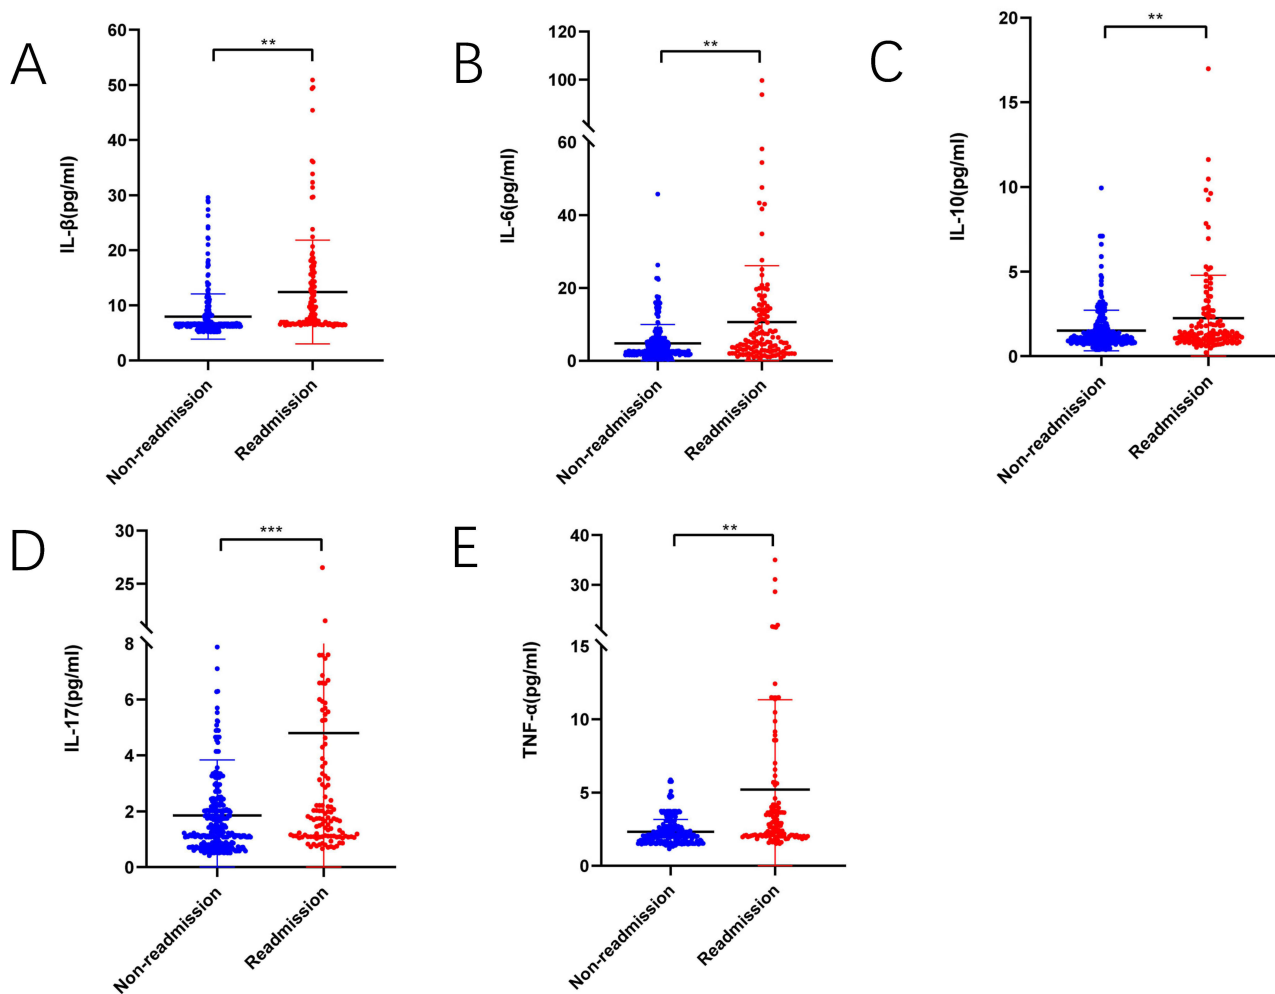 A
IL-β(pg/ml)
60
50
40
30
20
10
0
**
Non-readmission
Readmission
B
IL-6(pg/ml)
120
100
60
40
20
0
**
Non-readmission
Readmission
C
IL-10(pg/ml)
20
15
10
5
0
**
Non-readmission
Readmission
D
IL-17(pg/ml)
30
25
8
6
4
2
0
***
Non-readmission
Readmission
E
TNF-α(pg/ml)
40
30
15
10
5
0
**
Non-readmission
Readmission